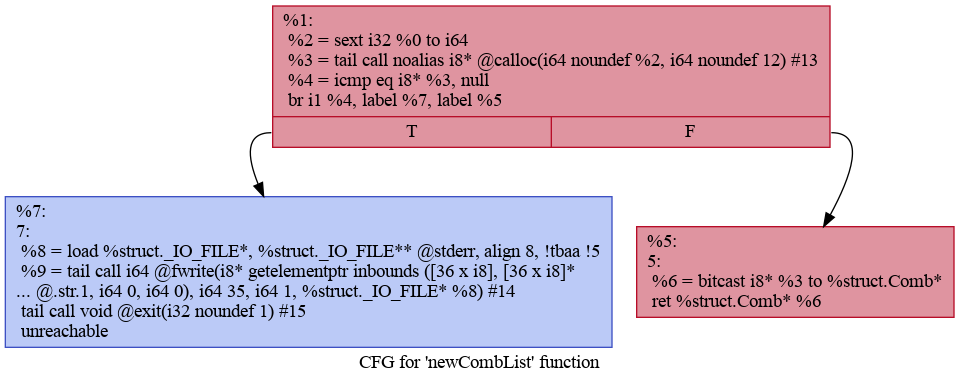 %1:
%2 = sext i32 %0 to i64
%3 = tail call noalias i8* @calloc(i64 noundef %2, i64 noundef 12) #13
%4 = icmp eq i8* %3, null
br i1 %4, label %7, label %5
T
F
%7:
7:
%8 = load %struct._IO_FILE*, %struct._IO_FILE** @stderr, align 8, !tbaa !5
%9 = tail call i64 @fwrite(i8* getelementptr inbounds ([36 x i8], [36 x i8]*
... @.str.1, i64 0, i64 0), i64 35, i64 1, %struct._IO_FILE* %8) #14
tail call void @exit(i32 noundef 1) #15
unreachable
%5:
5:
%6 = bitcast i8* %3 to %struct.Comb*
ret %struct.Comb* %6
CFG for 'newCombList' function